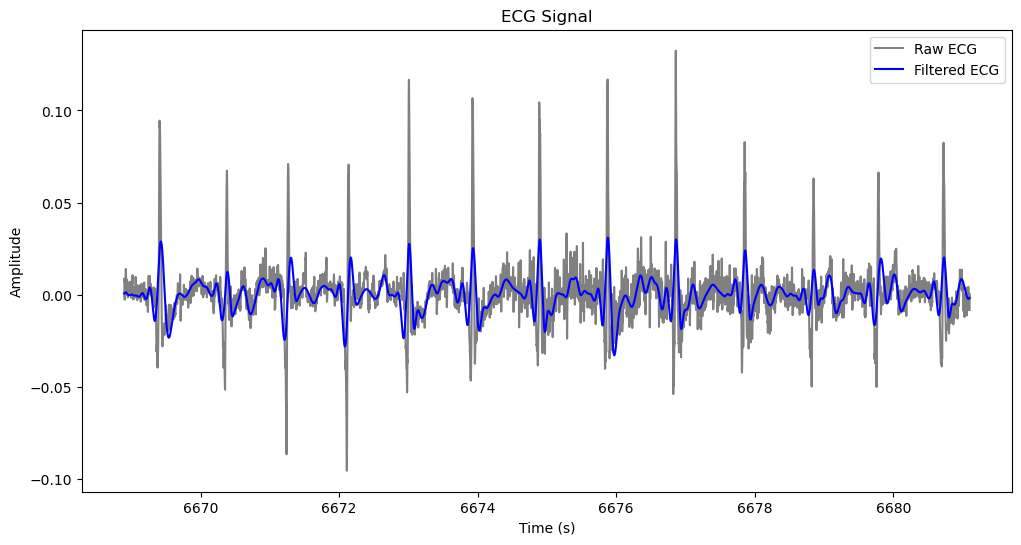 ECG Signal
Raw ECG
Filtered ECG
Amplitude
0.10
0.05
0.00
−0.05
−0.10
6670 6672 6674 6676 6678 6680
Time (s)